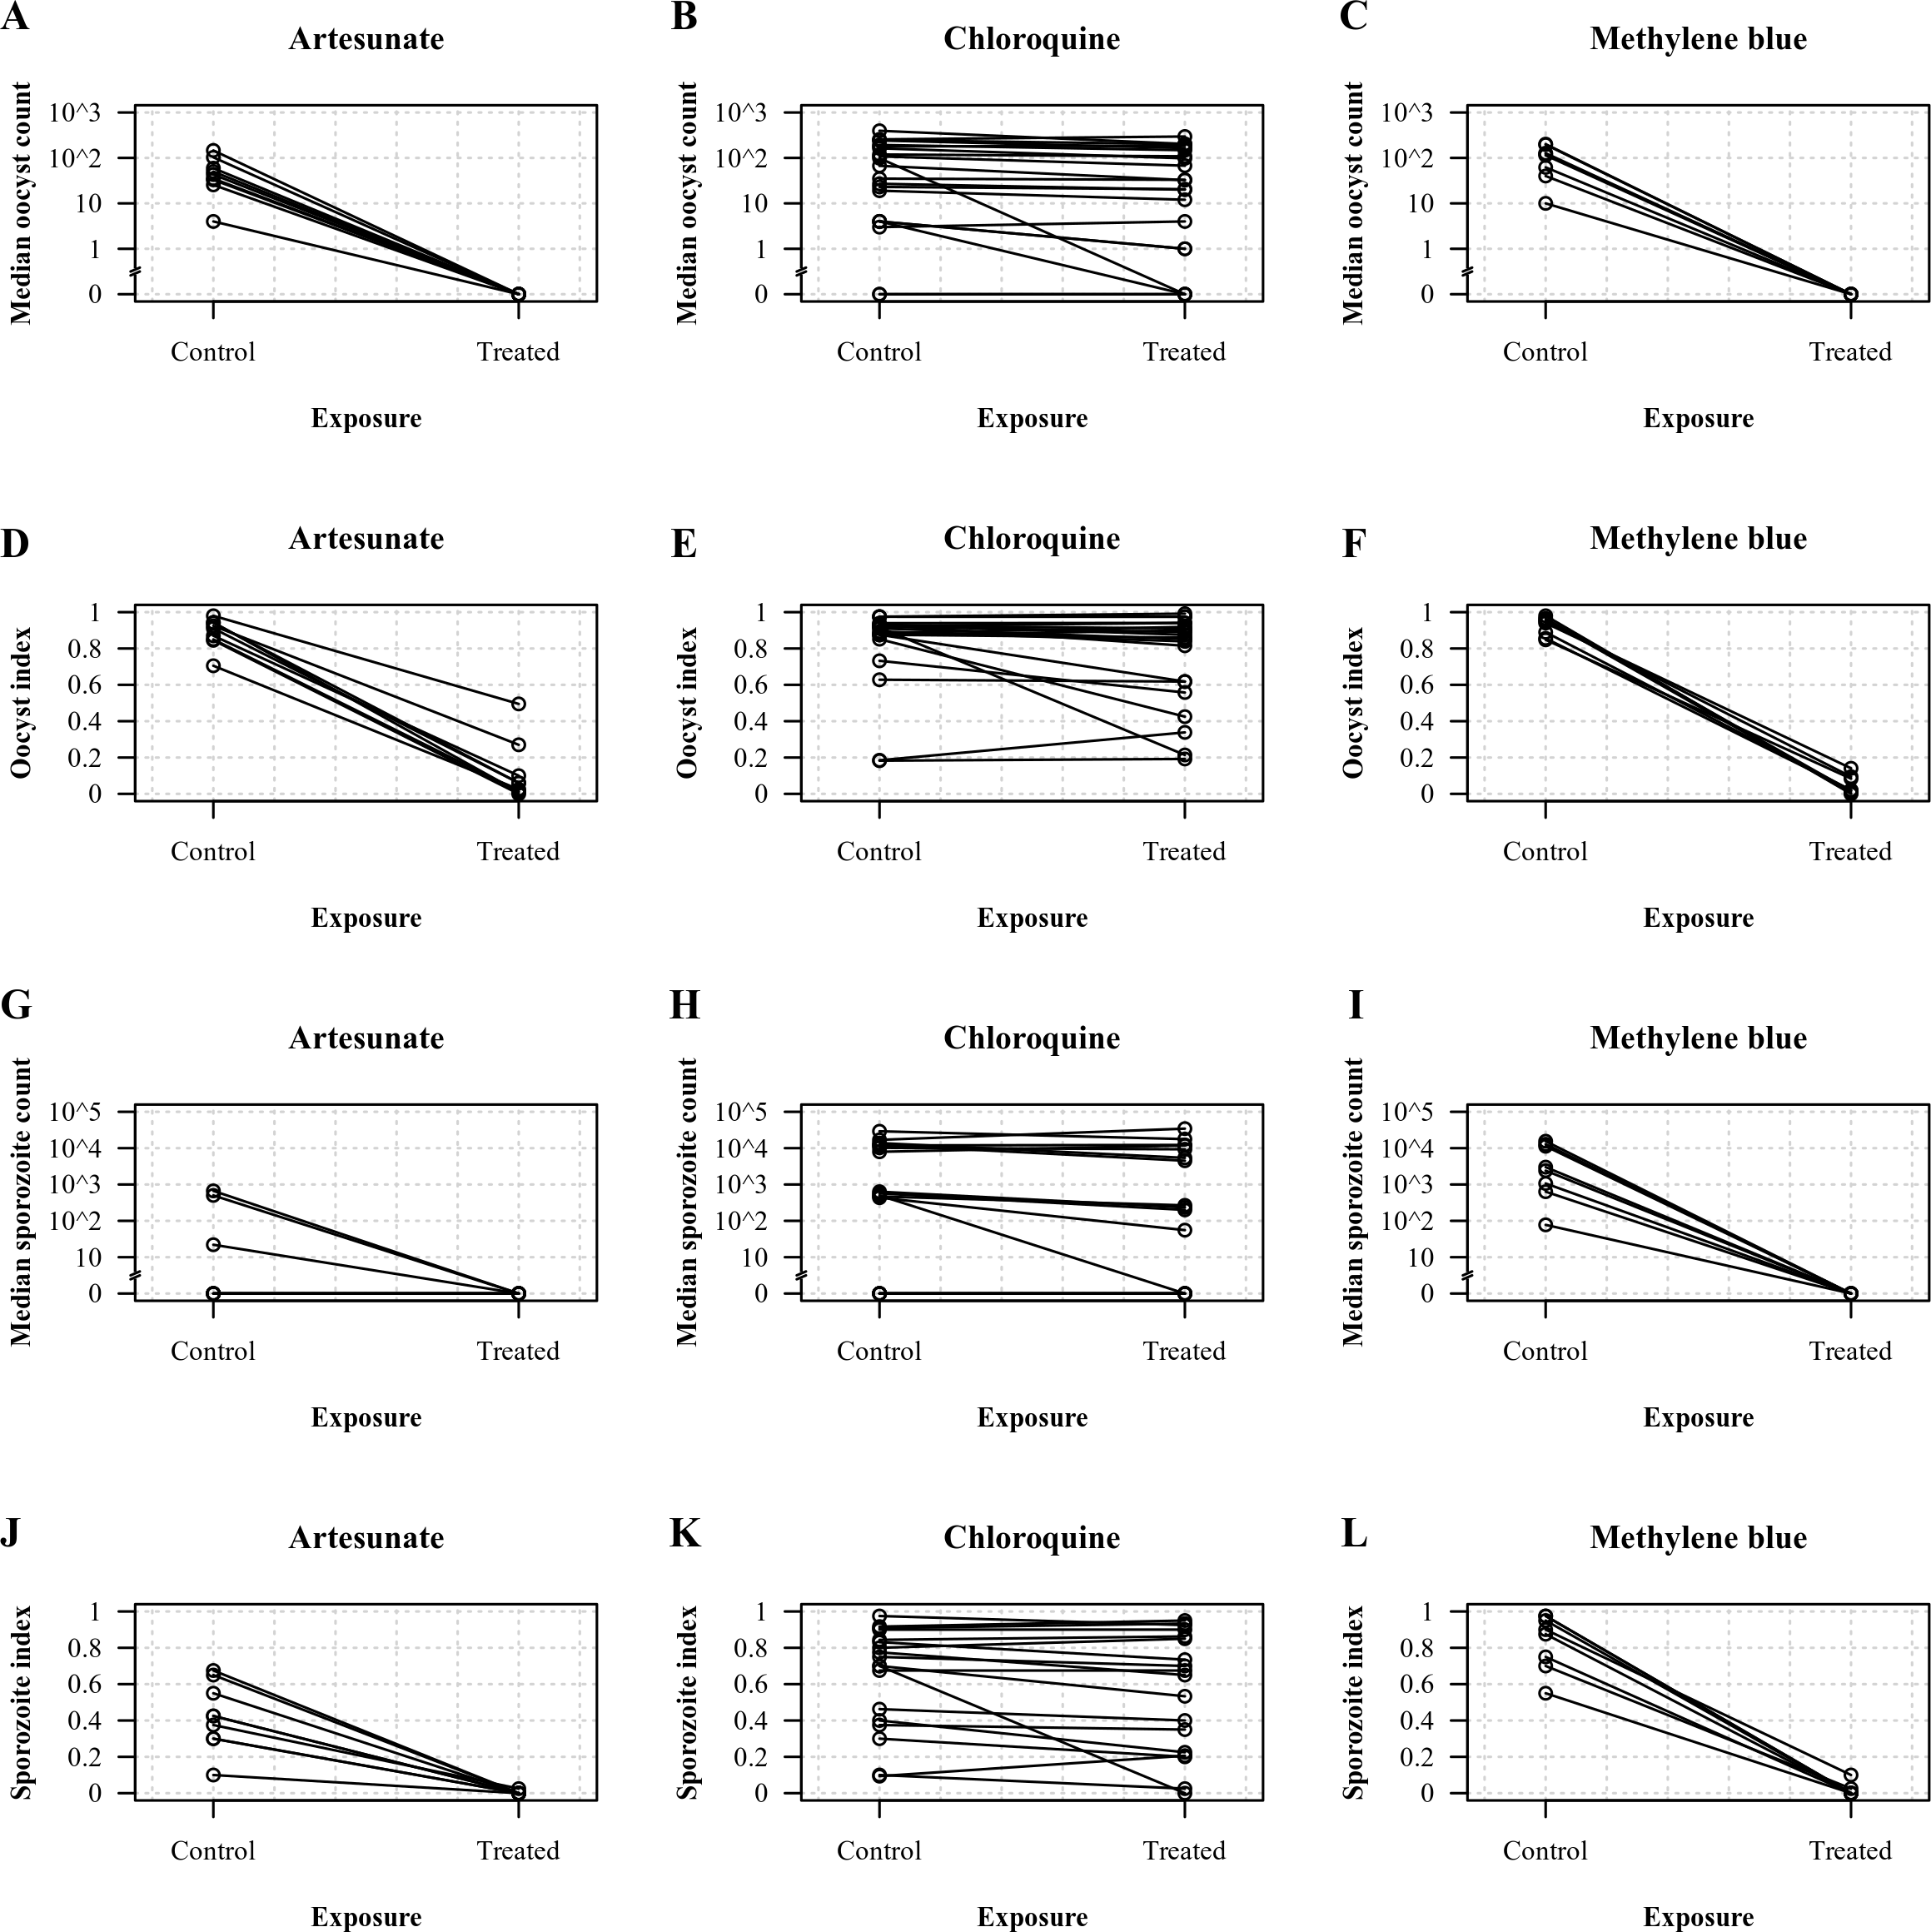 A
Artesunate
Median oocyst count
10^3
10^2
10
1
0
Control
Treated
Exposure
B
Chloroquine
Median oocyst count
10^3
10^2
10
1
0
Control
Treated
Exposure
C
Methylene blue
Median oocyst count
10^3
10^2
10
1
0
Control
Treated
Exposure
D
Artesunate
Oocyst index
1
0.8
0.6
0.4
0.2
0
Control
Treated
Exposure
E
Chloroquine
Oocyst index
1
0.8
0.6
0.4
0.2
0
Control
Treated
Exposure
F
Methylene blue
Oocyst index
1
0.8
0.6
0.4
0.2
0
Control
Treated
Exposure
G
Artesunate
Median sporozoite count
10^5
10^4
10^3
10^2
10
0
Control
Treated
Exposure
H
Chloroquine
Median sporozoite count
10^5
10^4
10^3
10^2
10
0
Control
Treated
Exposure
I
Methylene blue
Median sporozoite count
10^5
10^4
10^3
10^2
10
0
Control
Treated
Exposure
J
Artesunate
Sporozoite index
1
0.8
0.6
0.4
0.2
0
Control
Treated
Exposure
K
Chloroquine
Sporozoite index
1
0.8
0.6
0.4
0.2
0
Control
Treated
Exposure
L
Methylene blue
Sporozoite index
1
0.8
0.6
0.4
0.2
0
Control
Treated
Exposure